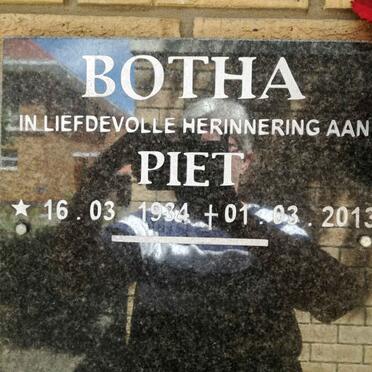 BOTHA
IN LIEFDEVOLLE HERINNERING AAN
PIET
★ 16.03.1934 † 01.03.2013